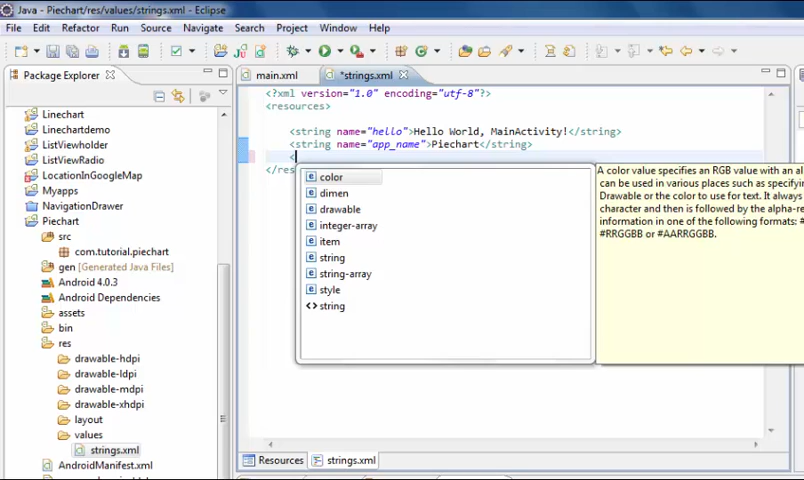 Java - Piechart/res/values/strings.xml - Eclipse
File Edit Refactor Run Source Navigate Search Project Window Help
Package Explorer
main.xml
*strings.xml
Linechart
Linechartdemo
ListViewholder
ListViewRadio
LocationInGoogleMap
Myapps
NavigationDrawer
Piechart
src
com.tutorial.piechart
gen [Generated Java Files]
Android 4.0.3
Android Dependencies
assets
bin
res
drawable-hdpi
drawable-ldpi
drawable-mdpi
drawable-xhdpi
layout
values
strings.xml
AndroidManifest.xml
<?xml version="1.0" encoding="utf-8"?>
<resources>
<string name="hello">Hello World, MainActivity!</string>
<string name="app_name">Piechart</string>
<
</res
color
dimen
drawable
integer-array
item
string
string-array
style
<> string
A color value specifies an RGB value with an al
can be used in various places such as specifyin
Drawable or the color to use for text. It always
character and then is followed by the alpha-re
information in one of the following formats: #
#RRGGBB or #AARRGGBB.
Resources
strings.xml